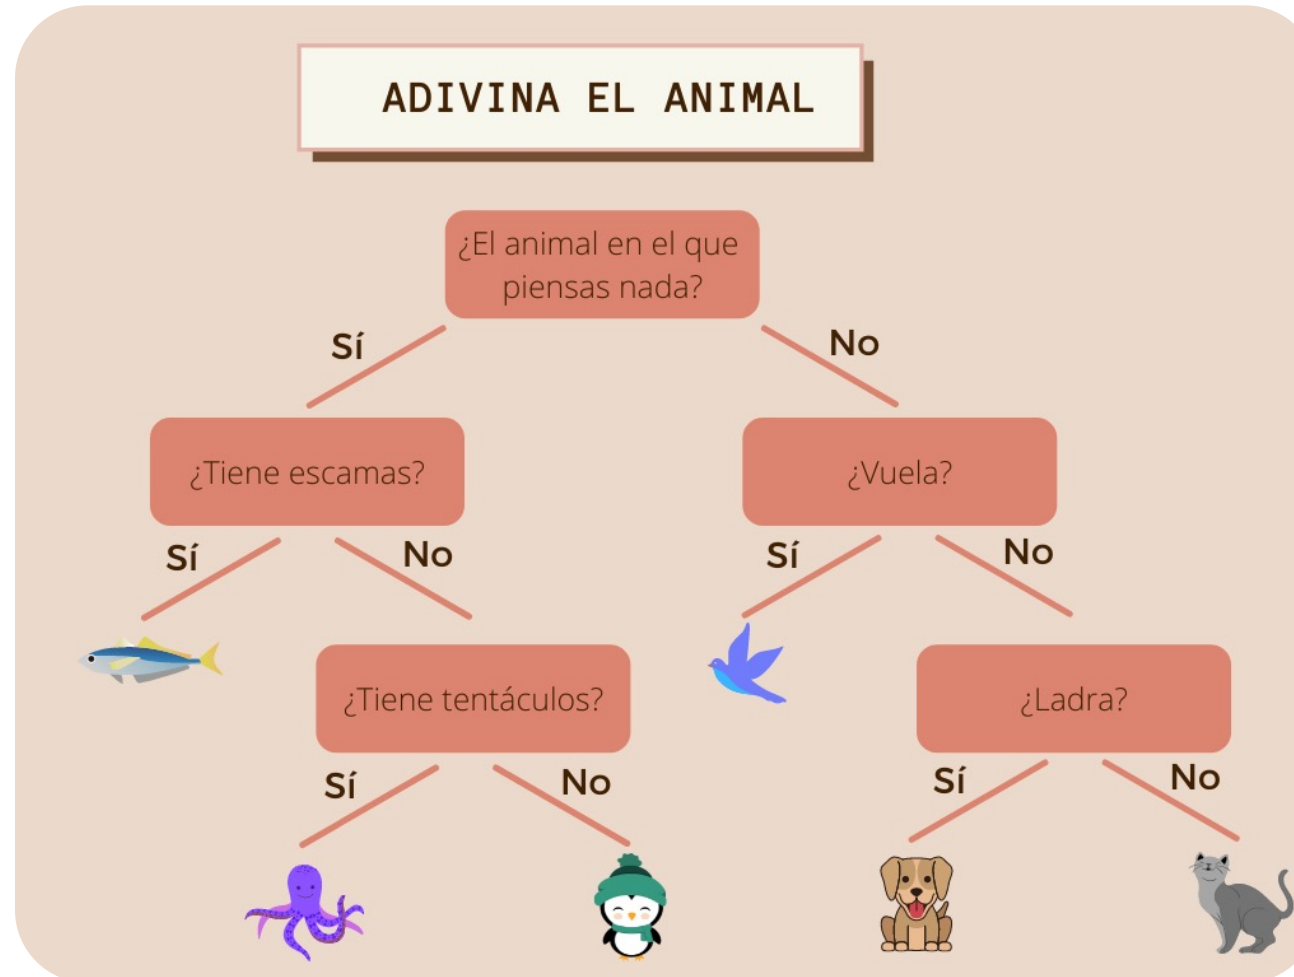 ADIVINA EL ANIMAL
¿El animal en el que
piensas nada?
Sí
No
¿Tiene escamas?
¿Vuela?
Sí
No
Sí
No
¿Tiene tentáculos?
¿Ladra?
Sí
No
Sí
No